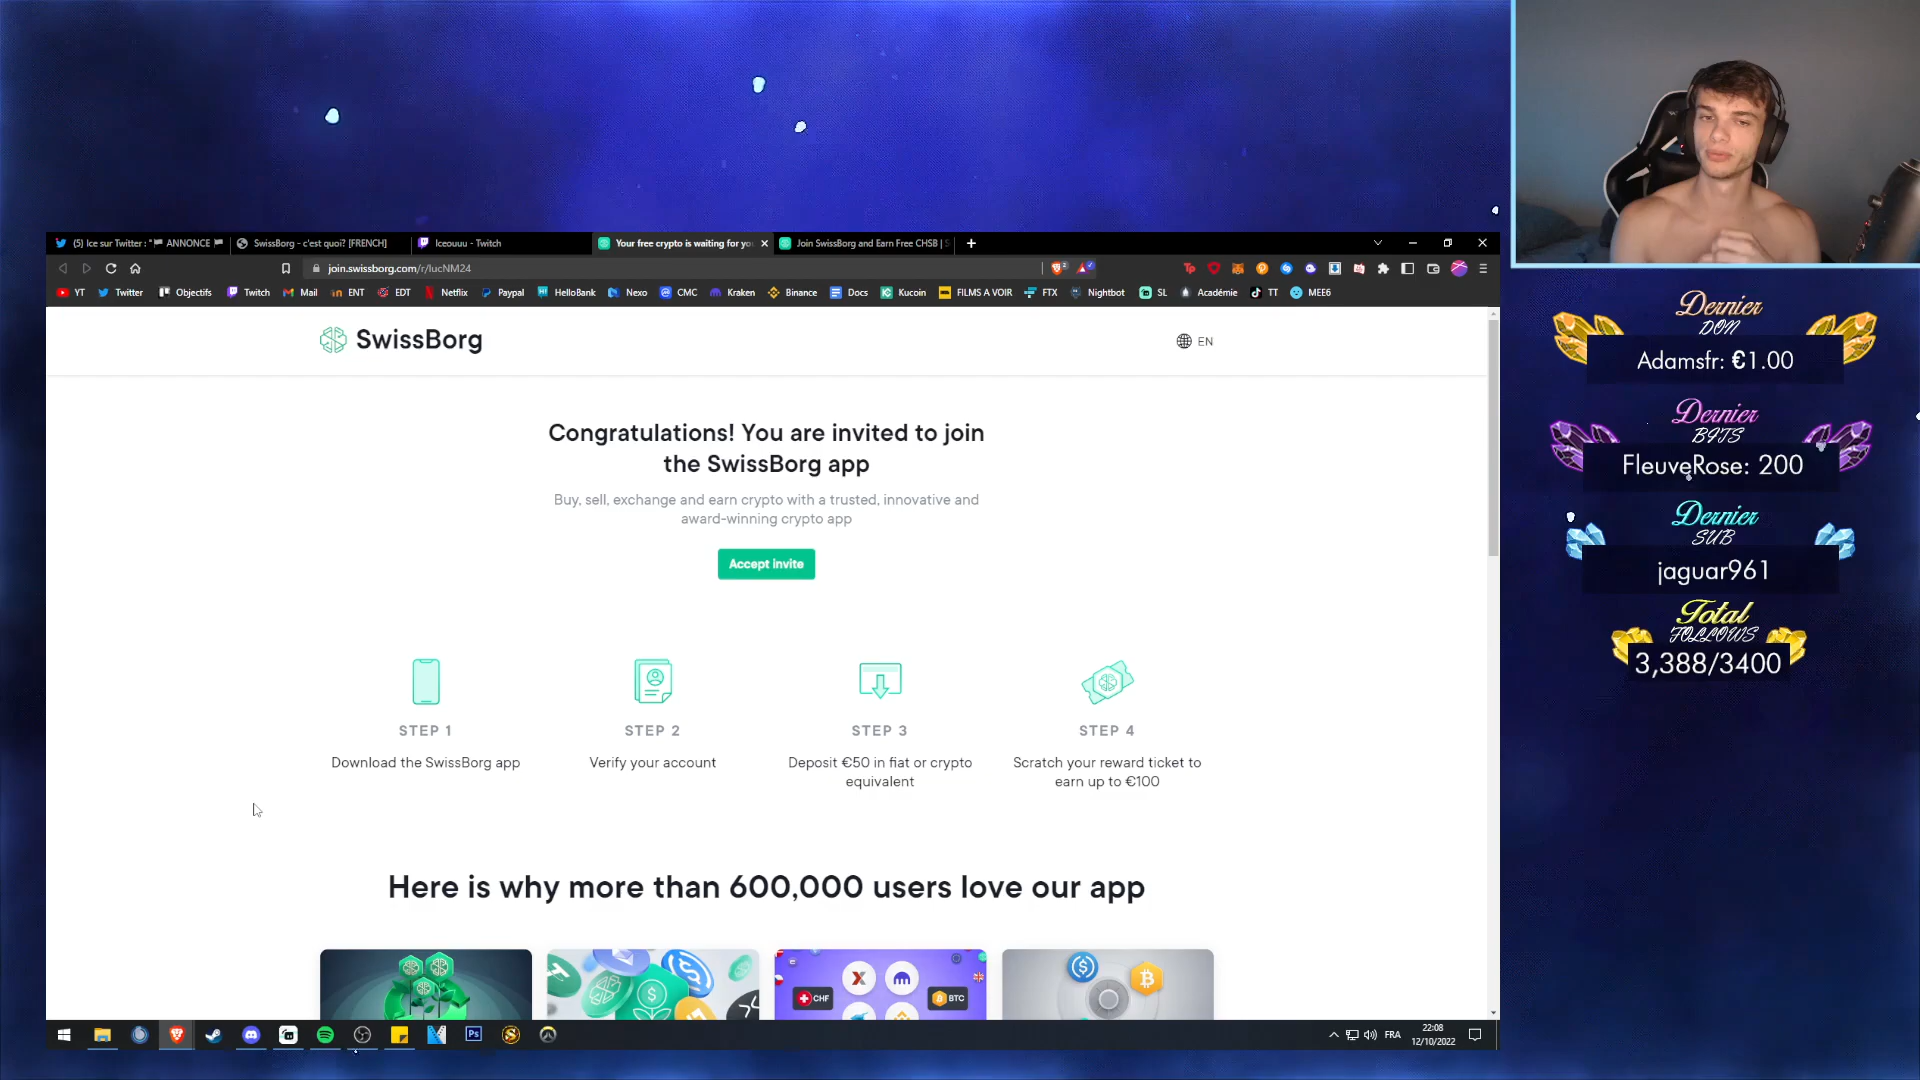 (5) Ice sur Twitter : "🏴 ANNONCE 🏴
SwissBorg - c'est quoi? [FRENCH]
Iceouuu - Twitch
Your free crypto is waiting for yo
Join SwissBorg and Earn Free CHSB | S
join.swissborg.com/r/lucNM24
YT
Twitter
Objectifs
Twitch
Mail
ENT
EDT
Netflix
Paypal
HelloBank
Nexo
CMC
Kraken
Binance
Docs
Kucoin
FILMS A VOIR
FTX
Nightbot
SL
Académie
TT
MEE6
SwissBorg
EN
Congratulations! You are invited to join
the SwissBorg app
Buy, sell, exchange and earn crypto with a trusted, innovative and
award-winning crypto app
Accept invite
STEP 1
Download the SwissBorg app
STEP 2
Verify your account
STEP 3
Deposit €50 in fiat or crypto
equivalent
STEP 4
Scratch your reward ticket to
earn up to €100
Here is why more than 600,000 users love our app
CHF
BTC
Ps
FRA
22:08
12/10/2022
Dernier
DON
Adamsfr: €1.00
Dernier
BITS
FleuveRose: 200
Dernier
SUB
jaguar961
Total
FOLLOWS
3,388/3400